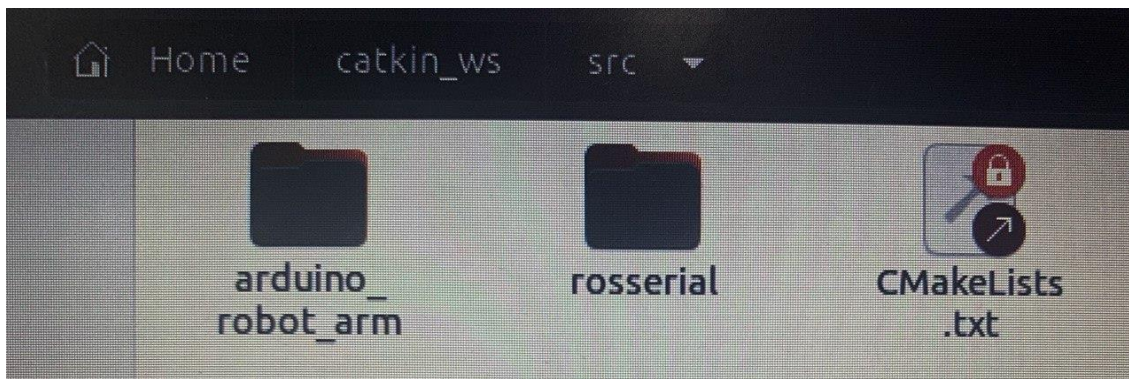 Home catkin_ws src
arduino_ rosserial CMakeLists
robot_arm .txt